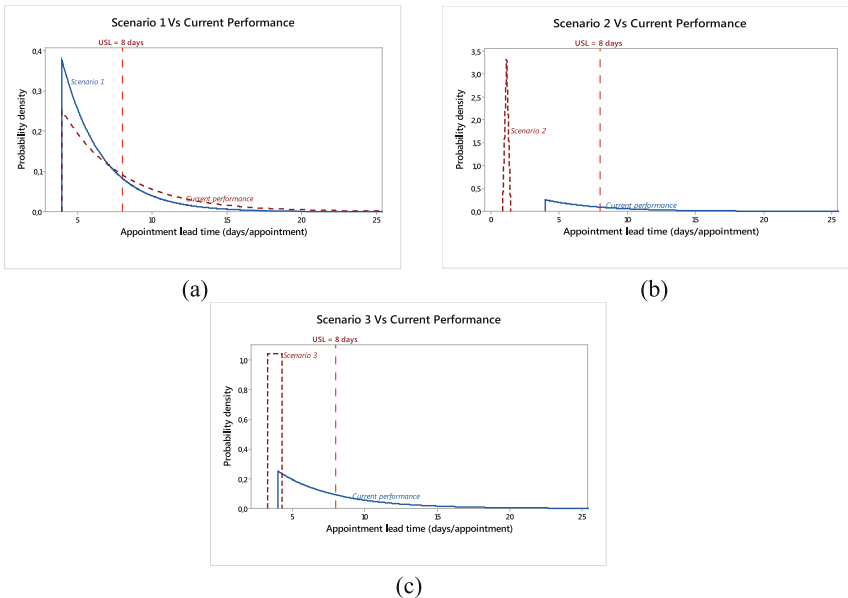 Scenario 1 Vs Current Performance
USL = 8 days
0,4
0,3
0,2
0,1
0,0
Probability density
Scenario 1
Current performance
5
10
15
20
25
Appointment lead time (days/appointment)
(a)
Scenario 2 Vs Current Performance
USL = 8 days
3,5
3,0
2,5
2,0
1,5
1,0
0,5
0,0
Probability density
Scenario 2
Current performance
0
5
10
15
20
25
Appointment lead time (days/appointment)
(b)
Scenario 3 Vs Current Performance
USL = 8 days
1,0
0,8
0,6
0,4
0,2
0,0
Probability density
Scenario 3
Current performance
5
10
15
20
25
Appointment lead time (days/appointment)
(c)